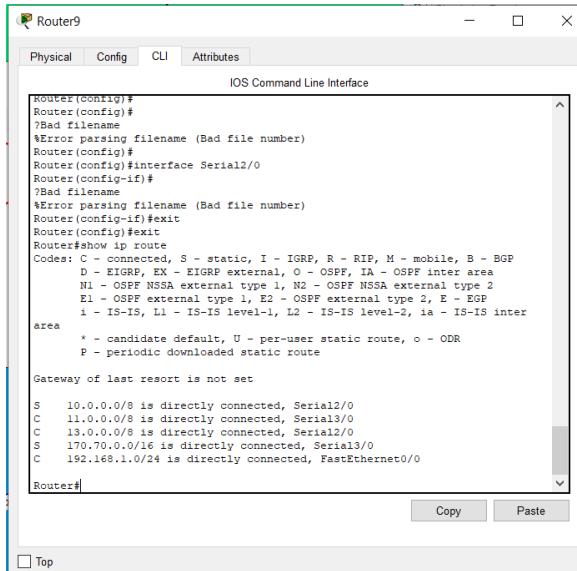 Router9
Physical Config CLI Attributes
IOS Command Line Interface
Router(config)#
Router(config)#
?Bad filename
%Error parsing filename (Bad file number)
Router(config)#
Router(config)#interface Serial2/0
Router(config-if)#
?Bad filename
%Error parsing filename (Bad file number)
Router(config-if)#exit
Router(config)#exit
Router#show ip route
Codes: C - connected, S - static, I - IGRP, R - RIP, M - mobile, B - BGP
       D - EIGRP, EX - EIGRP external, O - OSPF, IA - OSPF inter area
       N1 - OSPF NSSA external type 1, N2 - OSPF NSSA external type 2
       E1 - OSPF external type 1, E2 - OSPF external type 2, E - EGP
       i - IS-IS, L1 - IS-IS level-1, L2 - IS-IS level-2, ia - IS-IS inter
area
       * - candidate default, U - per-user static route, o - ODR
       P - periodic downloaded static route
Gateway of last resort is not set
S    10.0.0.0/8 is directly connected, Serial2/0
C    11.0.0.0/8 is directly connected, Serial3/0
C    13.0.0.0/8 is directly connected, Serial2/0
S    170.70.0.0/16 is directly connected, Serial3/0
C    192.168.1.0/24 is directly connected, FastEthernet0/0
Router#
Copy Paste
Top